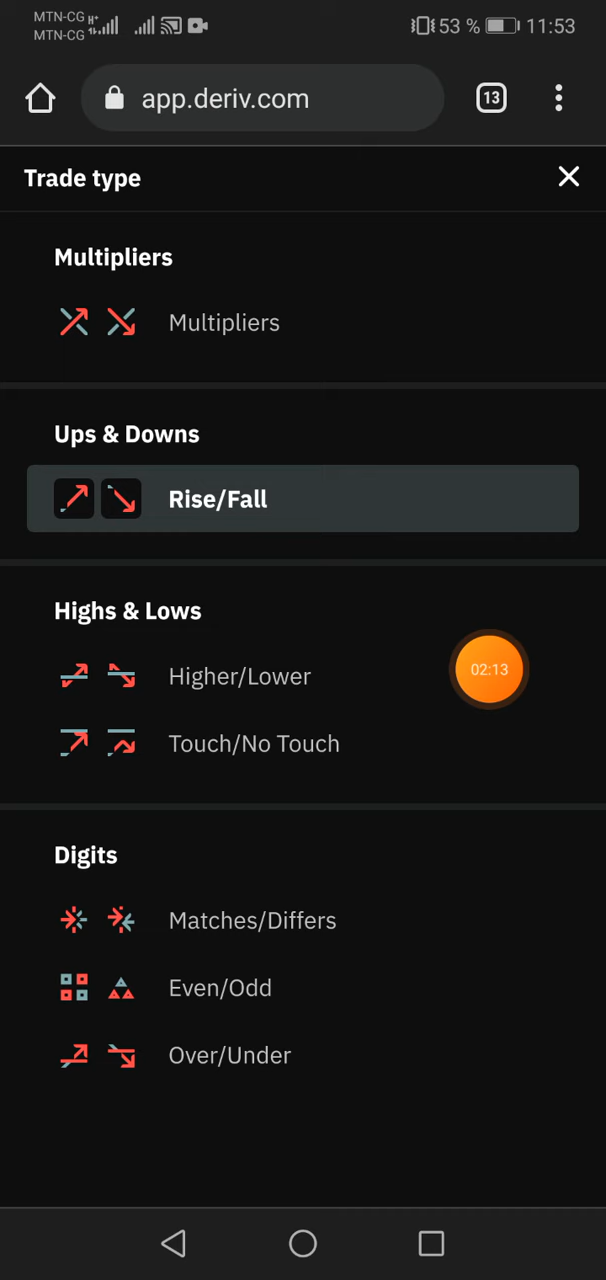 MTN-CG H+
MTN-CG
53 % 11:53
app.deriv.com
13
Trade type
Multipliers
Multipliers
Ups & Downs
Rise/Fall
Highs & Lows
Higher/Lower
02:13
Touch/No Touch
Digits
Matches/Differs
Even/Odd
Over/Under